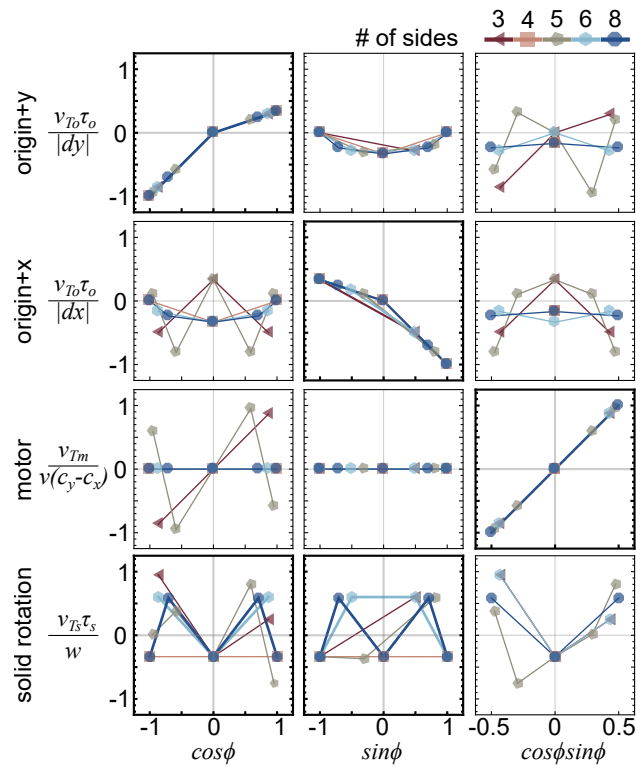 # of sides
3 4 5 6 8
origin+y
v_{To}τ_o
|dy|
1
0
-1
origin+x
v_{To}τ_o
|dx|
1
0
-1
motor
v_{Tm}
v(c_y-c_x)
1
0
-1
solid rotation
v_{Ts}τ_s
w
1
0
-1
-1 0 1 -1 0 1 -0.5 0 0.5
cosϕ sinϕ cosϕsinϕ